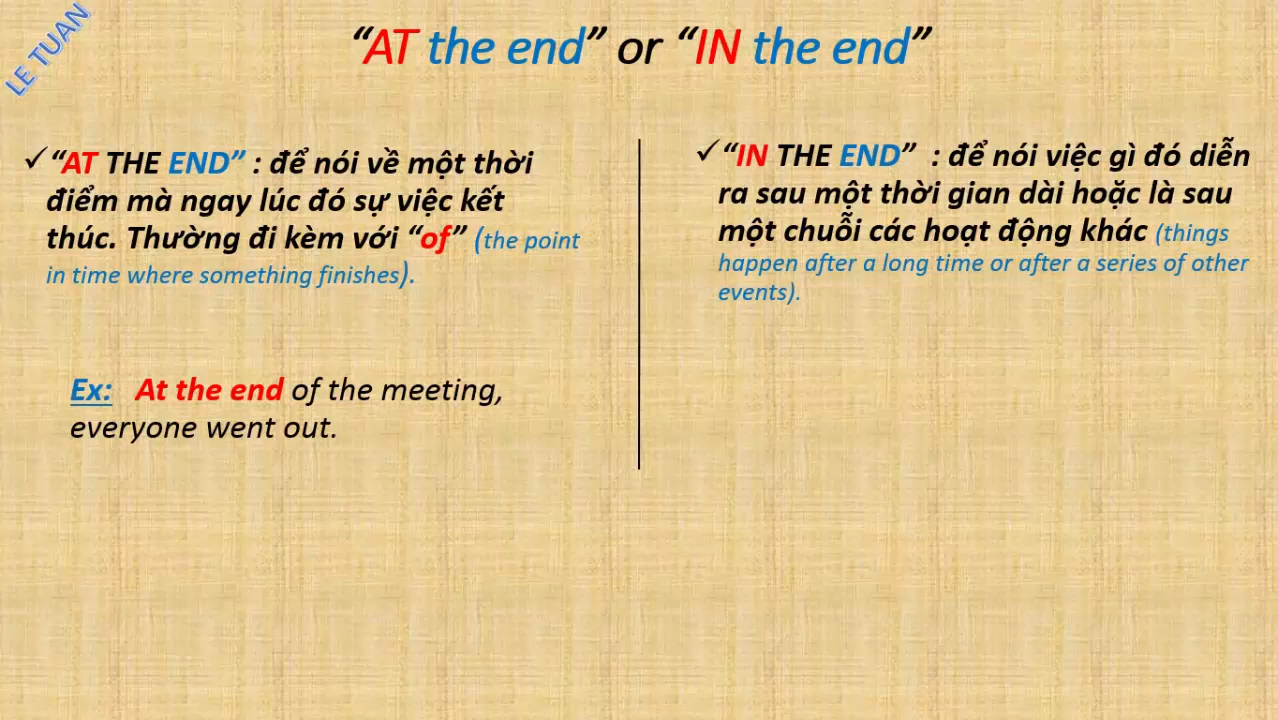 LE TUAN
“AT the end” or “IN the end”
✓“AT THE END” : để nói về một thời
điểm mà ngay lúc đó sự việc kết
thúc. Thường đi kèm với “of” (the point
in time where something finishes).
Ex: At the end of the meeting,
everyone went out.
✓“IN THE END” : để nói việc gì đó diễn
ra sau một thời gian dài hoặc là sau
một chuỗi các hoạt động khác (things
happen after a long time or after a series of other
events).